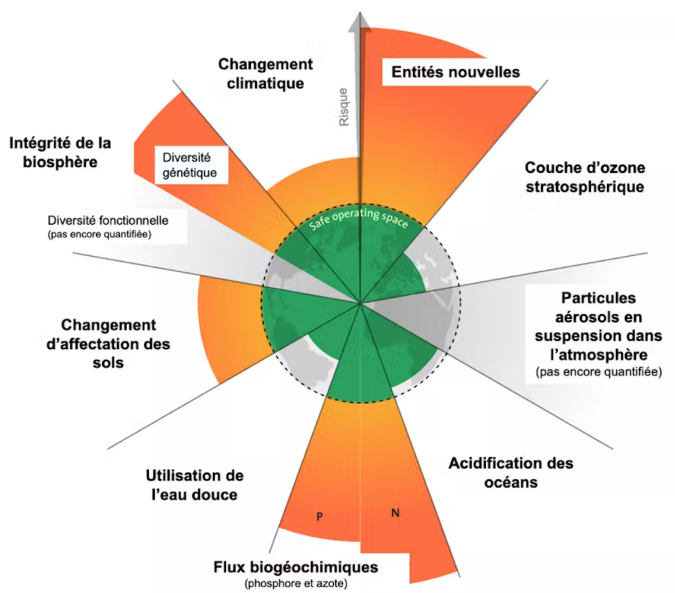 Changement
climatique
Entités nouvelles
Risque
Intégrité de la
biosphère
Diversité
génétique
Couche d'ozone
stratosphérique
Diversité fonctionnelle
(pas encore quantifiée)
Safe operating space
Changement
d'affectation des
sols
Particules
aérosols en
suspension dans
l'atmosphère
(pas encore quantifiée)
Utilisation de
l'eau douce
Acidification des
océans
P
N
Flux biogéochimiques
(phosphore et azote)